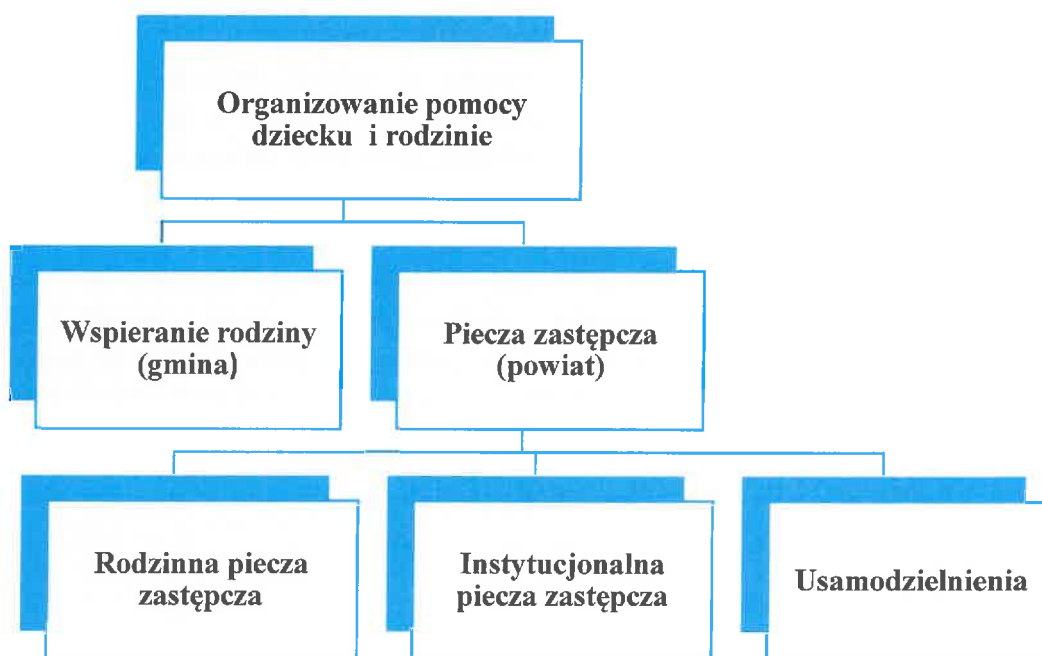 Organizowanie pomocy
dziecku i rodzinie
Wspieranie rodziny
(gmina)
Piecza zastępcza
(powiat)
Rodzinna piecza
zastępcza
Instytucjonalna
piecza zastępcza
Usamodzielnienia